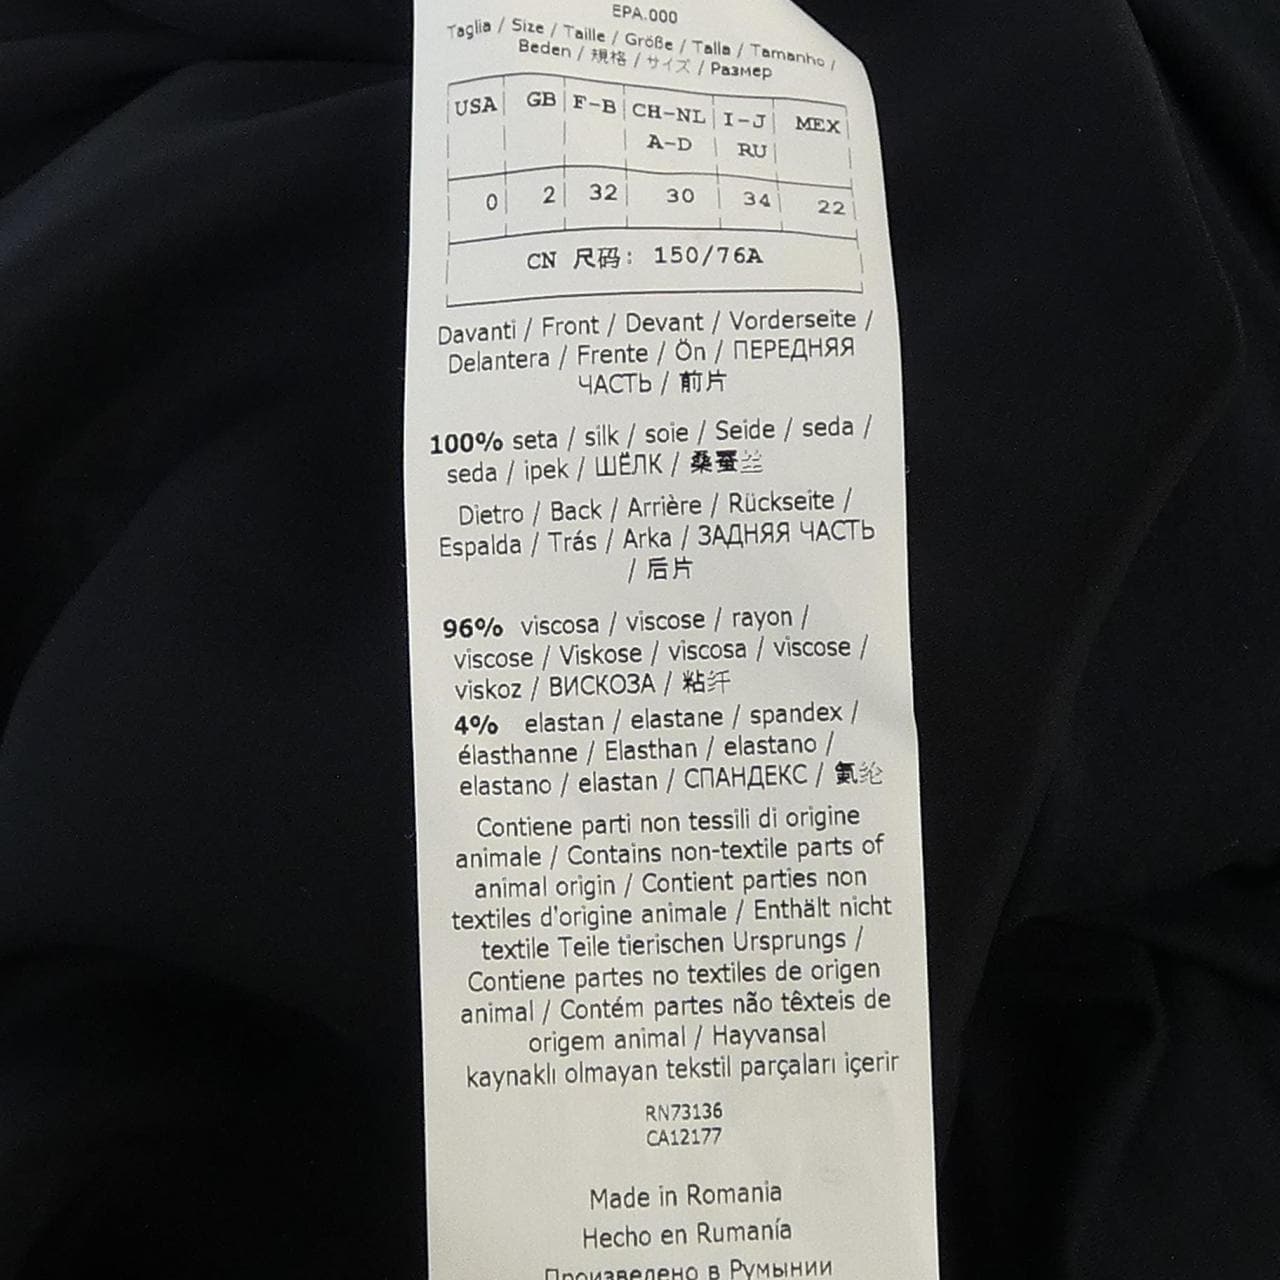 EPA.000
Taglia / Size / Taille / Größe / Talla / Tamanho /
Beden / 規格 / サイズ / Размер
USA GB F-B CH-NL I-J MEX
A-D RU
0 2 32 30 34 22
CN 尺码: 150/76A
Davanti / Front / Devant / Vorderseite /
Delantera / Frente / Ön / ПЕРЕДНЯЯ
ЧАСТЬ / 前片
100% seta / silk / soie / Seide / seda /
seda / ipek / ШЁЛК / 桑蚕丝
Dietro / Back / Arrière / Rückseite /
Espalda / Trás / Arka / ЗАДНЯЯ ЧАСТЬ
/ 后片
96% viscosa / viscose / rayon /
viscose / Viskose / viscosa / viscose /
viskoz / ВИСКОЗА / 粘纤
4% elastan / elastane / spandex /
élasthanne / Elasthan / elastano /
elastano / elastan / СПАНДЕКС / 氨纶
Contiene parti non tessili di origine
animale / Contains non-textile parts of
animal origin / Contient parties non
textiles d'origine animale / Enthält nicht
textile Teile tierischen Ursprungs /
Contiene partes no textiles de origen
animal / Contém partes não têxteis de
origem animal / Hayvansal
kaynaklı olmayan tekstil parçaları içerir
RN73136
CA12177
Made in Romania
Hecho en Rumanía
Произведено в Румынии